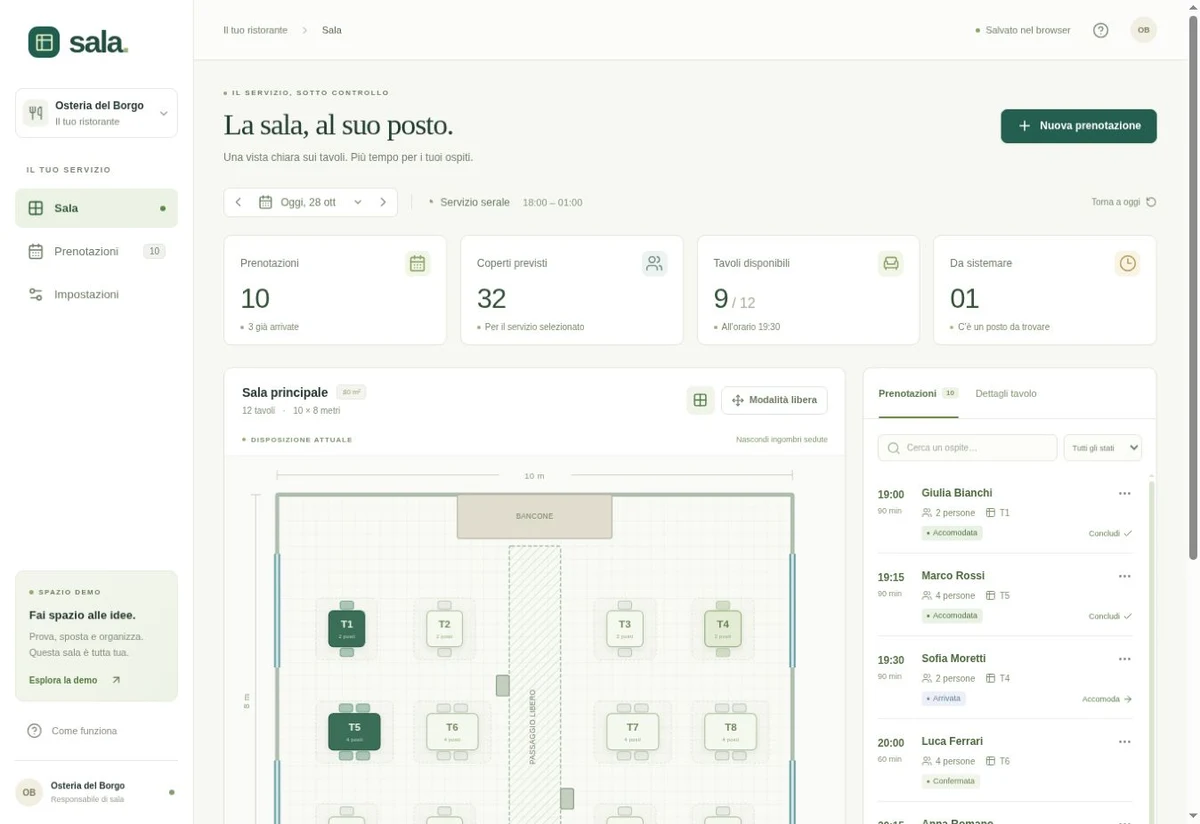 sala.
Osteria del Borgo
Il tuo ristorante
IL TUO SERVIZIO
Sala
Prenotazioni 10
Impostazioni
SPAZIO DEMO
Fai spazio alle idee.
Prova, sposta e organizza.
Questa sala è tutta tua.
Esplora la demo
Come funziona
OB Osteria del Borgo
Responsabile di sala
Il tuo ristorante > Sala
Salvato nel browser
OB
IL SERVIZIO, SOTTO CONTROLLO
La sala, al suo posto.
Una vista chiara sui tavoli. Più tempo per i tuoi ospiti.
Nuova prenotazione
Oggi, 28 ott
Servizio serale 18:00 – 01:00
Torna a oggi
Prenotazioni
10
3 già arrivate
Coperti previsti
32
Per il servizio selezionato
Tavoli disponibili
9 / 12
All'orario 19:30
Da sistemare
01
C'è un posto da trovare
Sala principale 80 m²
12 tavoli · 10 × 8 metri
Modalità libera
DISPOSIZIONE ATTUALE
Nascondi ingombri sedute
10 m
BANCONE
8 m
PASSAGGIO LIBERO
T1
2 posti
T2
2 posti
T3
2 posti
T4
2 posti
T5
4 posti
T6
4 posti
T7
4 posti
T8
4 posti
Prenotazioni 10
Dettagli tavolo
Cerca un ospite...
Tutti gli stati
19:00 Giulia Bianchi
90 min 2 persone T1
Accomodata Concludi
19:15 Marco Rossi
90 min 4 persone T5
Accomodata Concludi
19:30 Sofia Moretti
90 min 2 persone T4
Arrivata Accomoda
20:00 Luca Ferrari
60 min 4 persone T6
Confermata
20:15 Anna Romano